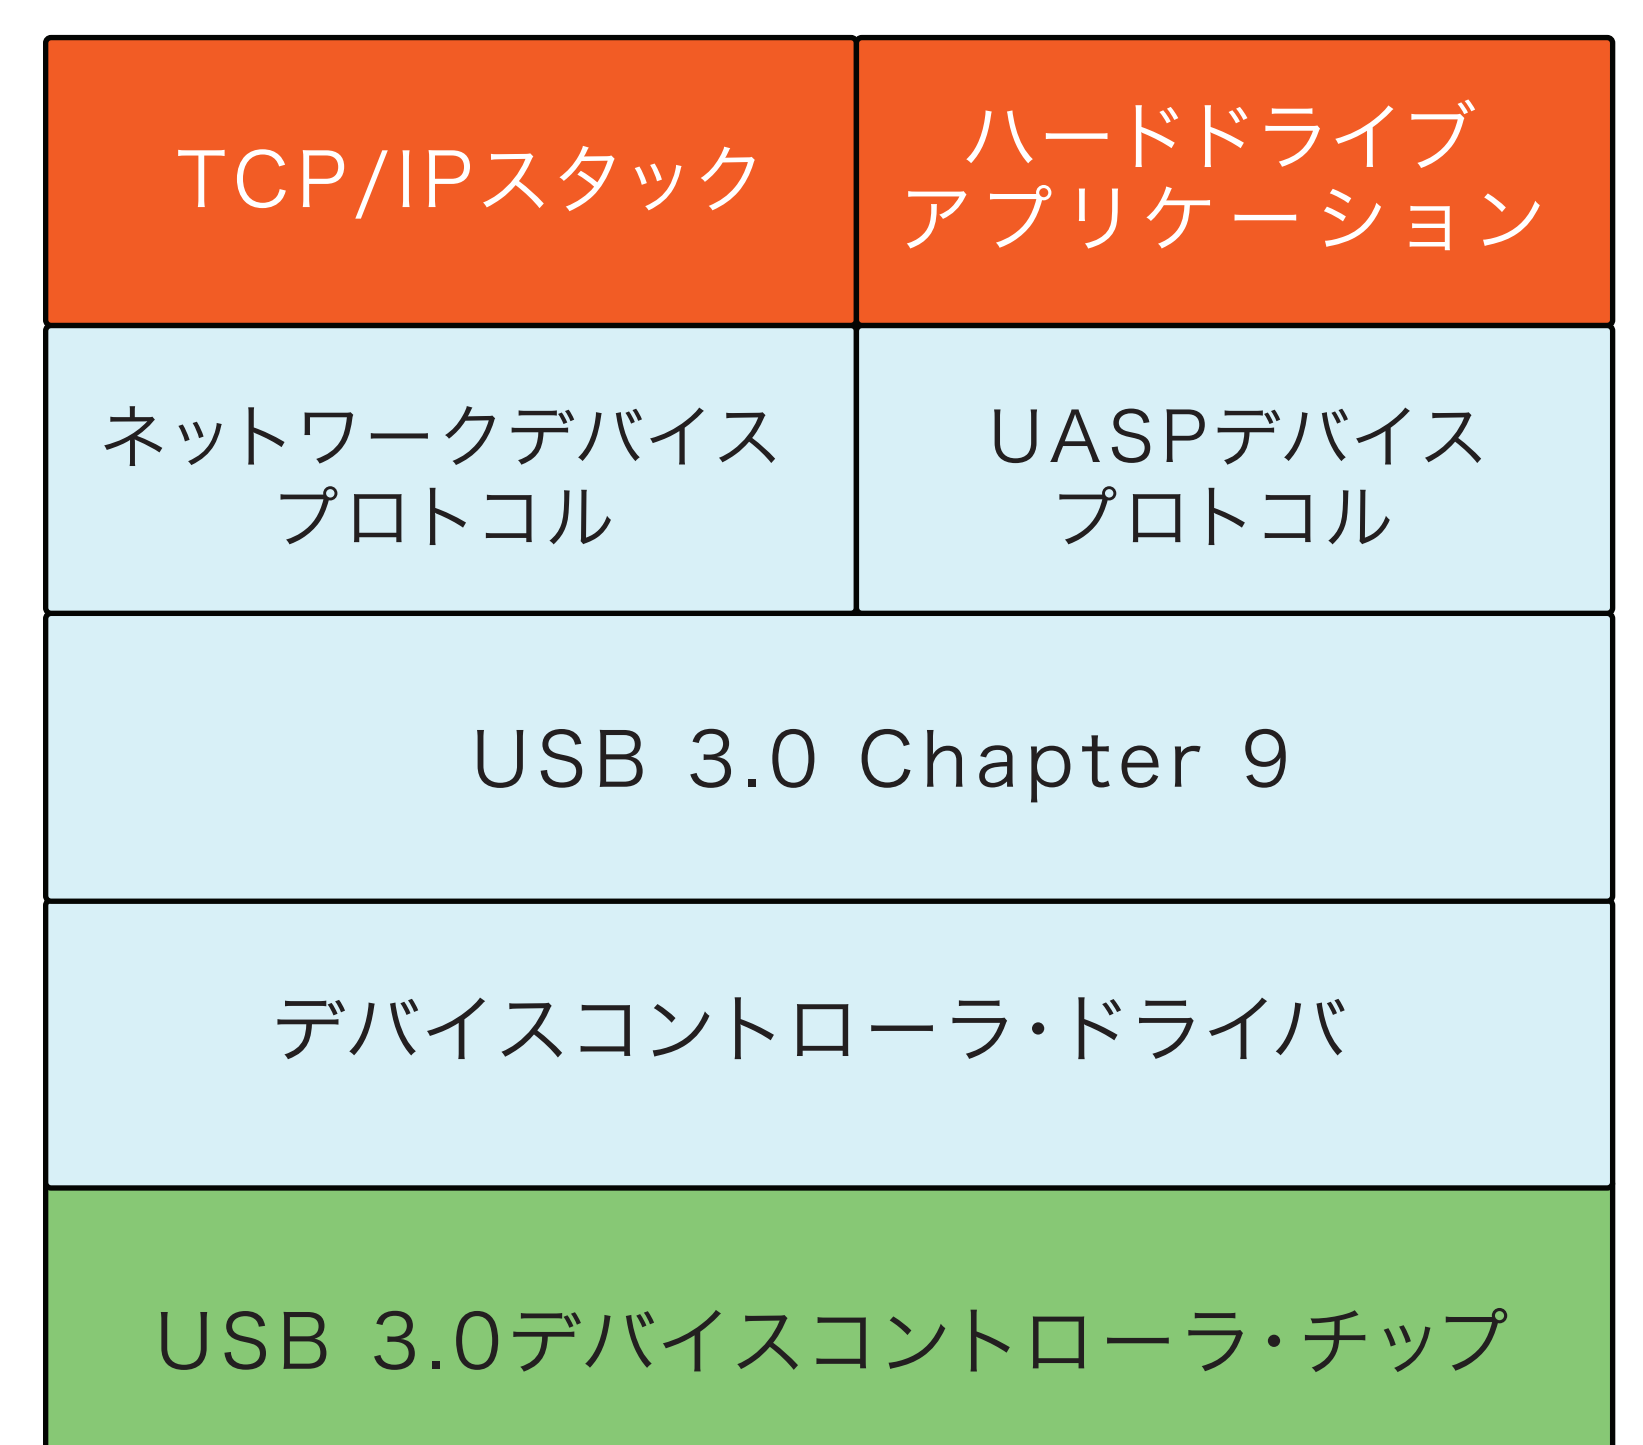 TCP/IPスタック
ハードドライブ
アプリケーション
ネットワークデバイス
プロトコル
UASPデバイス
プロトコル
USB 3.0 Chapter 9
デバイスコントローラ・ドライバ
USB 3.0デバイスコントローラ・チップ